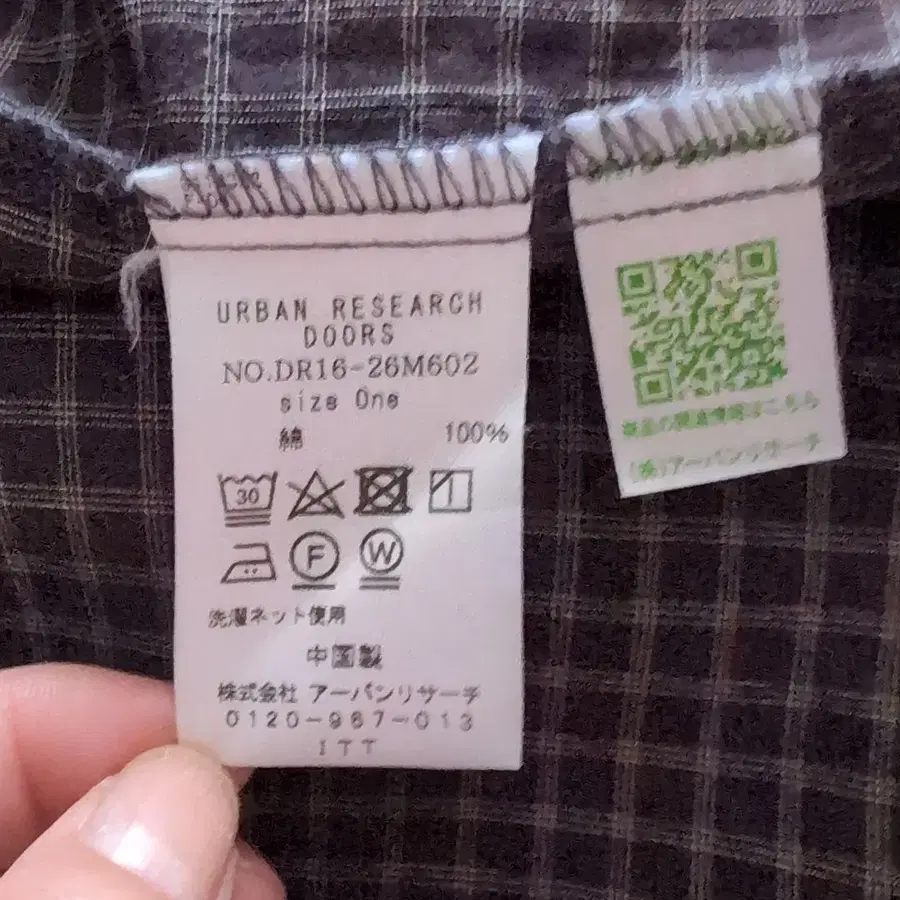 URBAN RESEARCH
DOORS
NO.DR16-26M602
size One
綿 100%
30
F W
洗濯ネット使用
中国製
株式会社 アーバンリサーチ
0120-987-013
ITT
商品の関連情報はこちら
(株)アーバンリサーチ